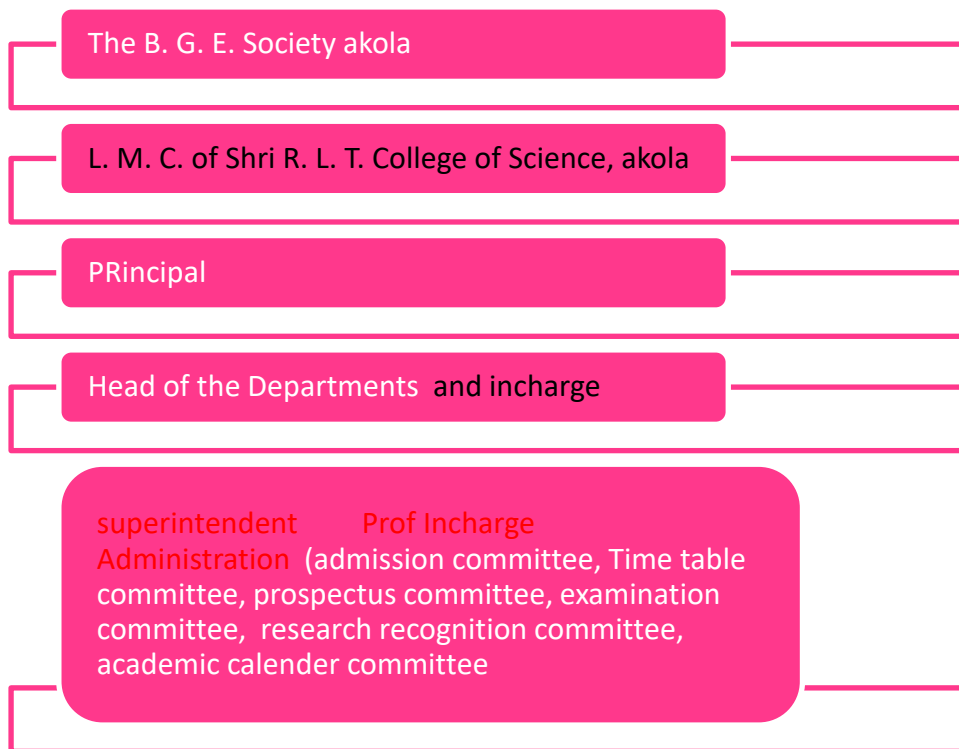 The B. G. E. Society akola
L. M. C. of Shri R. L. T. College of Science, akola
PRincipal
Head of the Departments  and incharge
superintendent Prof Incharge
Administration (admission committee, Time table
committee, prospectus committee, examination
committee, research recognition committee,
academic calender committee